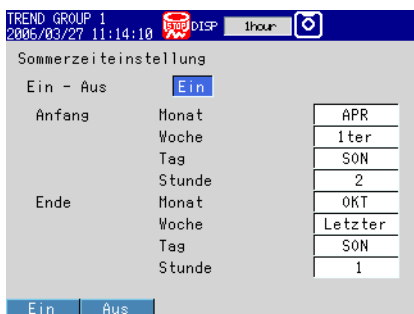 TREND GROUP 1
2006/03/27 11:14:10 STOP DISP 1hour
Sommerzeiteinstellung
Ein - Aus Ein
Anfang Monat APR
Woche 1ter
Tag SON
Stunde 2
Ende Monat OKT
Woche Letzter
Tag SON
Stunde 1
Ein Aus